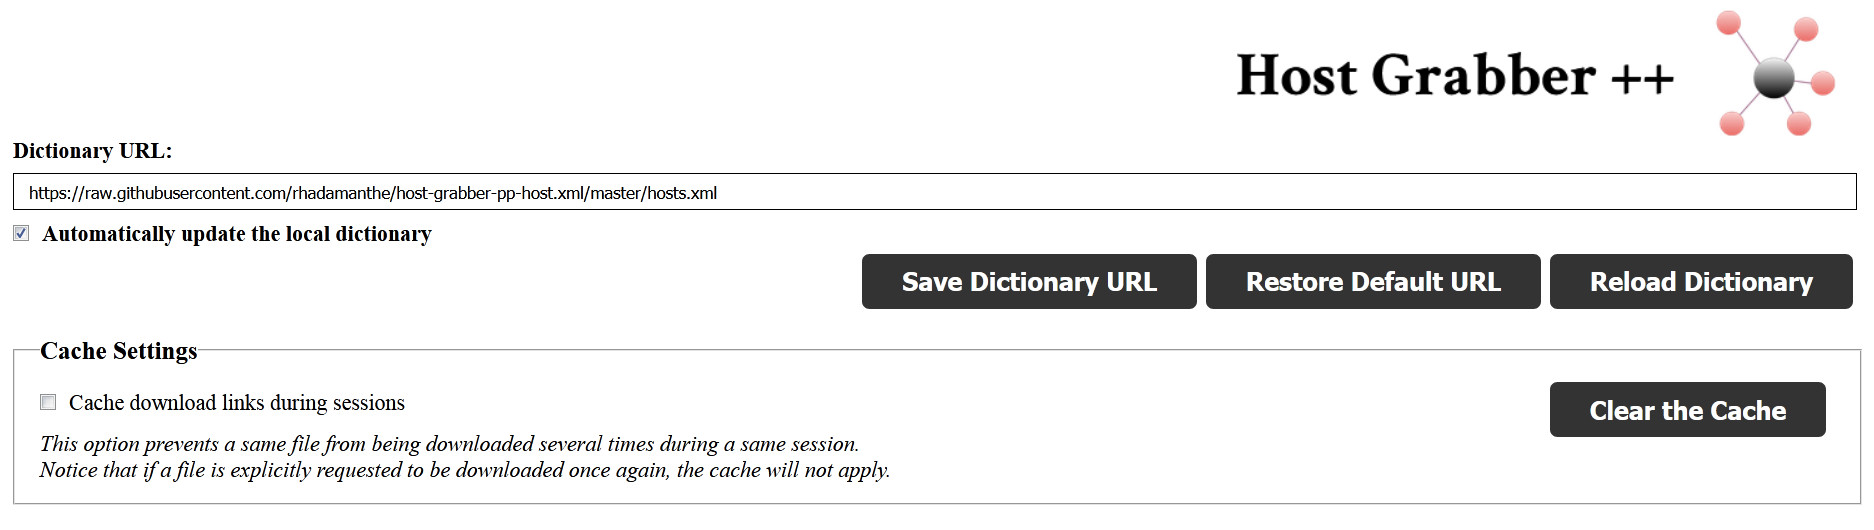 Host Grabber ++
Dictionary URL:
https://raw.githubusercontent.com/rhadamanthe/host-grabber-pp-host.xml/master/hosts.xml
Automatically update the local dictionary
Save Dictionary URL
Restore Default URL
Reload Dictionary
Cache Settings
Cache download links during sessions
Clear the Cache
This option prevents a same file from being downloaded several times during a same session.
Notice that if a file is explicitly requested to be downloaded once again, the cache will not apply.